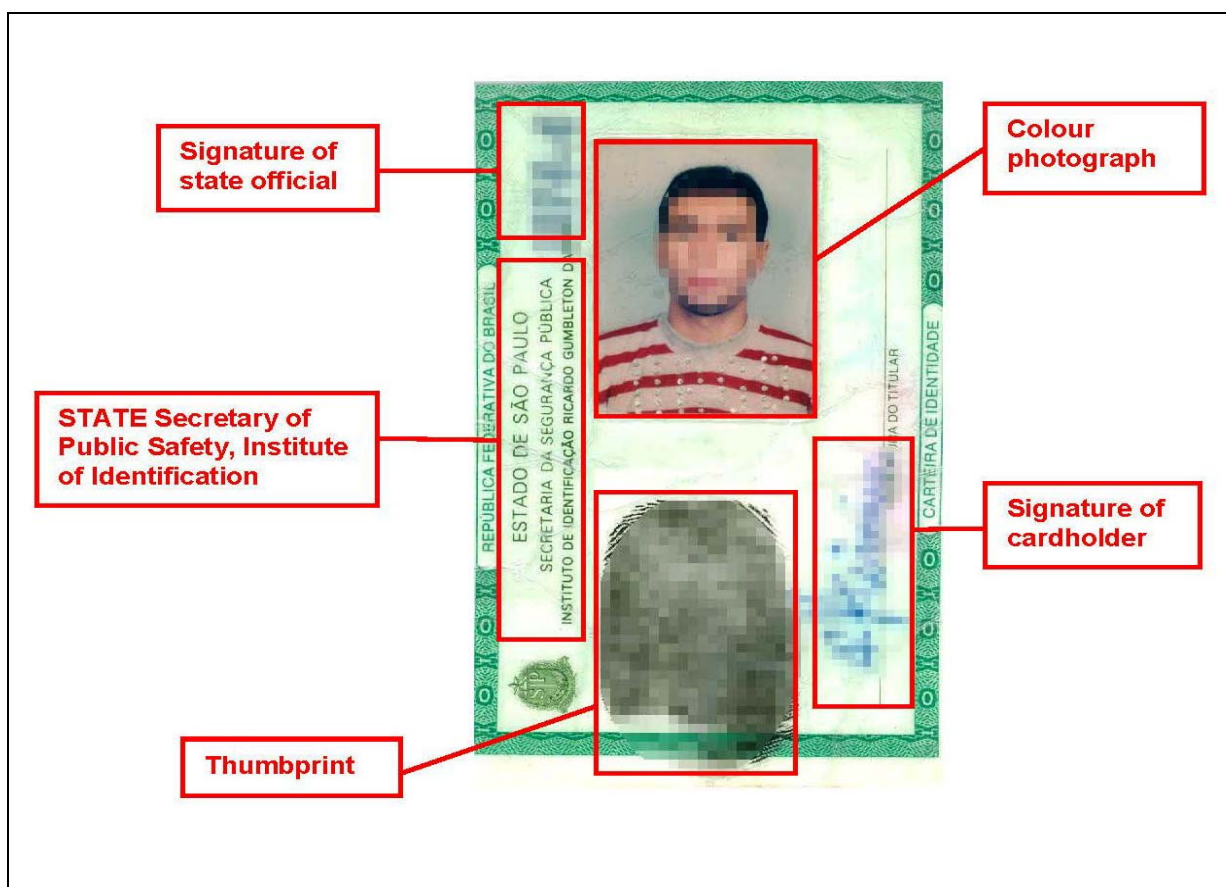 Signature of
state official
Colour
photograph
STATE Secretary of
Public Safety, Institute
of Identification
Signature of
cardholder
Thumbprint
REPÚBLICA FEDERATIVA DO BRASIL
ESTADO DE SÃO PAULO
SECRETARIA DA SEGURANÇA PÚBLICA
INSTITUTO DE IDENTIFICAÇÃO RICARDO GUMBLETON DA
SP
DO TITULAR
CARTEIRA DE IDENTIDADE